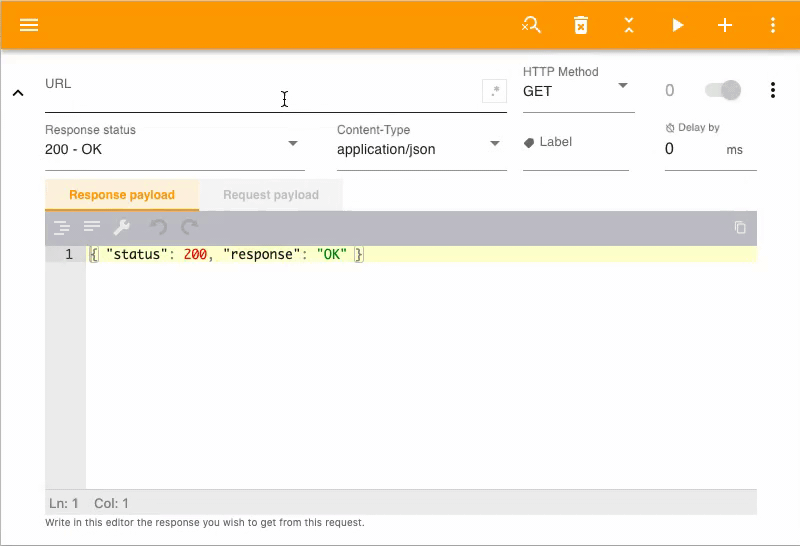 HTTP Method
URL
.*
GET
0
Response status
Content-Type
Delay by
200 - OK
application/json
Label
0
ms
Response payload
Request payload
1
{ "status": 200, "response": "OK" }
Ln: 1 Col: 1
Write in this editor the response you wish to get from this request.